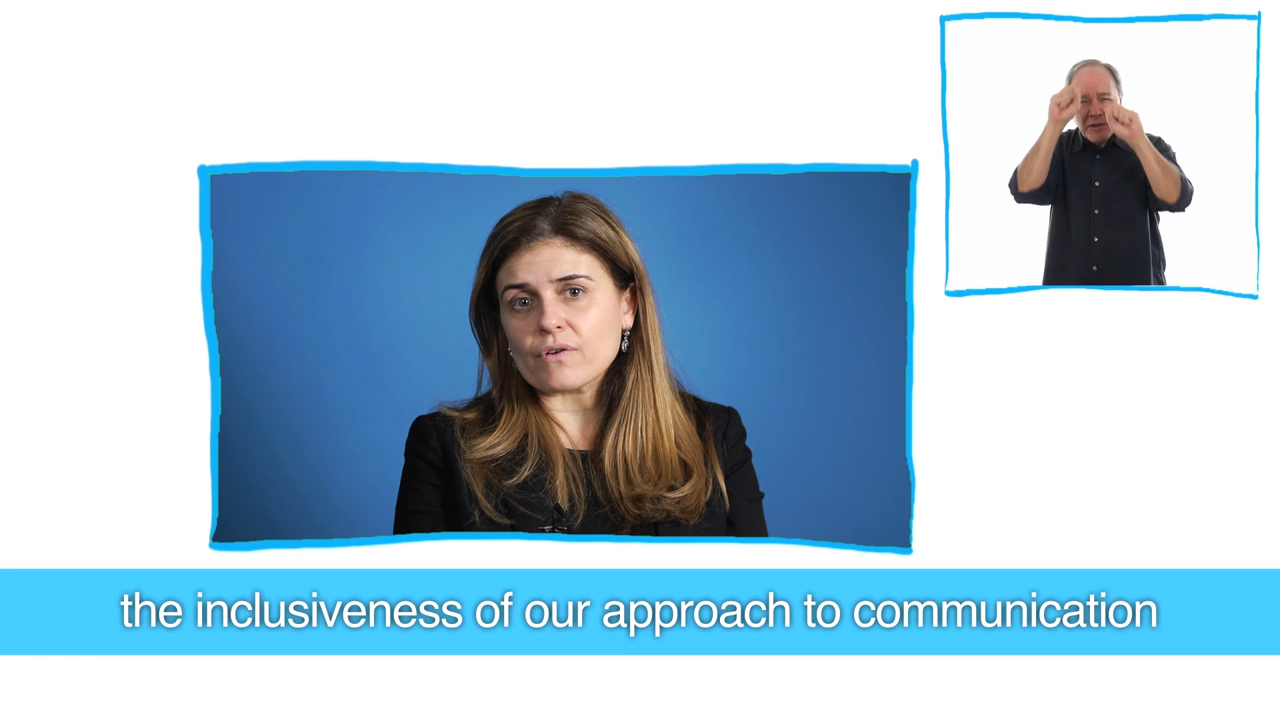 the inclusiveness of our approach to communication